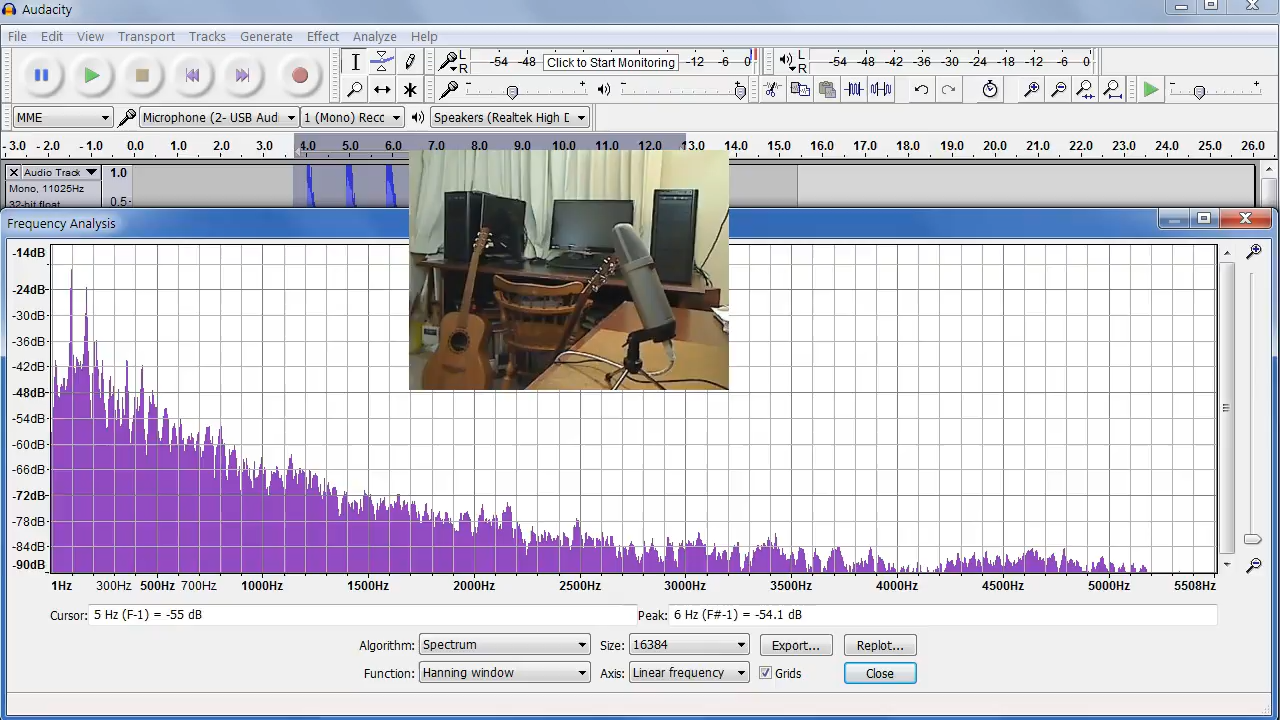 Audacity
File Edit View Transport Tracks Generate Effect Analyze Help
L R -54 -48 Click to Start Monitoring -12 -6 0 L R -54 -48 -42 -36 -30 -24 -18 -12 -6 0
- + - +
- +
MME Microphone (2- USB Aud 1 (Mono) Recc Speakers (Realtek High D
- 3.0 -2.0 -1.0 0.0 1.0 2.0 3.0 4.0 5.0 6.0 7.0 8.0 9.0 10.0 11.0 12.0 13.0 14.0 15.0 16.0 17.0 18.0 19.0 20.0 21.0 22.0 23.0 24.0 25.0 26.0
Audio Track 1.0
Mono, 11025Hz
32-bit float 0.5-
Frequency Analysis
-14dB
-24dB
-30dB
-36dB
-42dB
-48dB
-54dB
-60dB
-66dB
-72dB
-78dB
-84dB
-90dB
1Hz 300Hz 500Hz 700Hz 1000Hz 1500Hz 2000Hz 2500Hz 3000Hz 3500Hz 4000Hz 4500Hz 5000Hz 5508Hz
Cursor: 5 Hz (F-1) = -55 dB Peak: 6 Hz (F#-1) = -54.1 dB
Algorithm: Spectrum Size: 16384 Export... Replot...
Function: Hanning window Axis: Linear frequency Grids Close